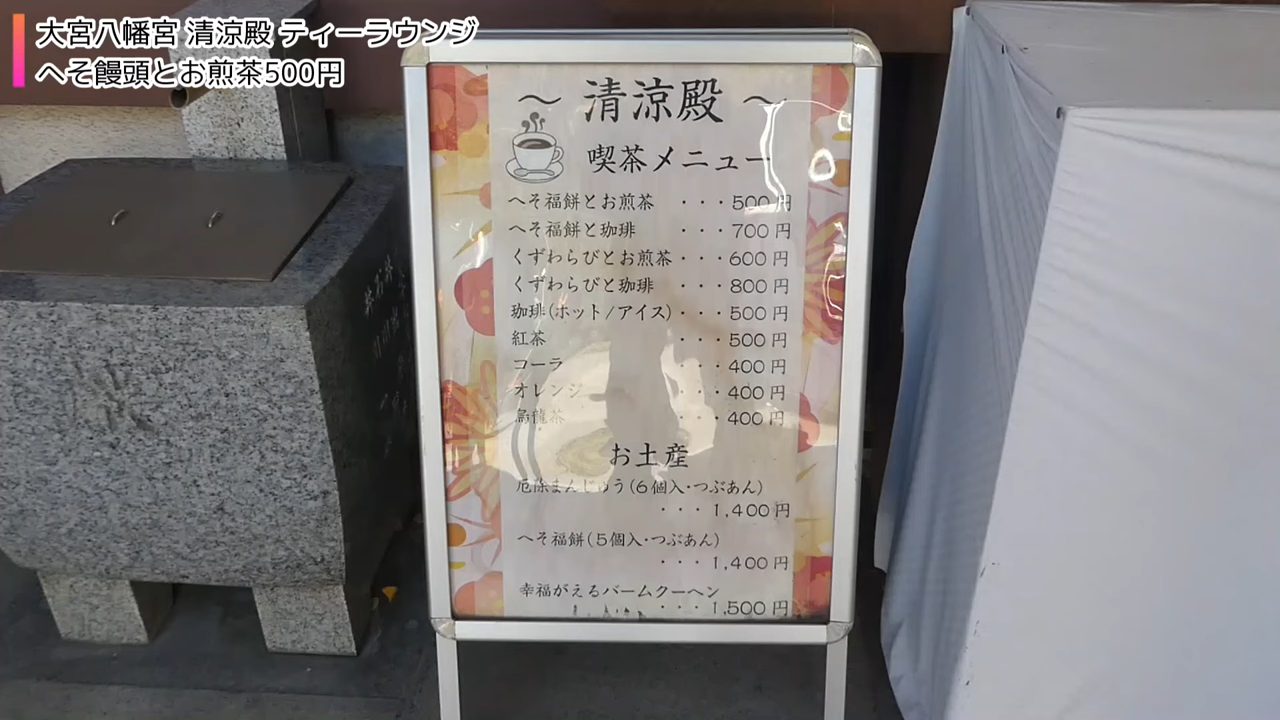 大宮八幡宮 清涼殿 ティーラウンジ
へそ饅頭とお煎茶500円
～ 清涼殿 ～
喫茶メニュー
へそ福餅とお煎茶 ・・・500円
へそ福餅と珈琲 ・・・700円
くずわらびとお煎茶・・・600円
くずわらびと珈琲 ・・・800円
珈琲(ホット/アイス)・・・500円
紅茶 ・・・500円
コーラ ・・・400円
オレンジ ・・・400円
烏龍茶 ・・・400円
お土産
厄除まんじゅう(6個入・つぶあん)
・・・1,400円
へそ福餅(5個入・つぶあん)
・・・1,400円
幸福がえるバームクーヘン
・・・1,500円